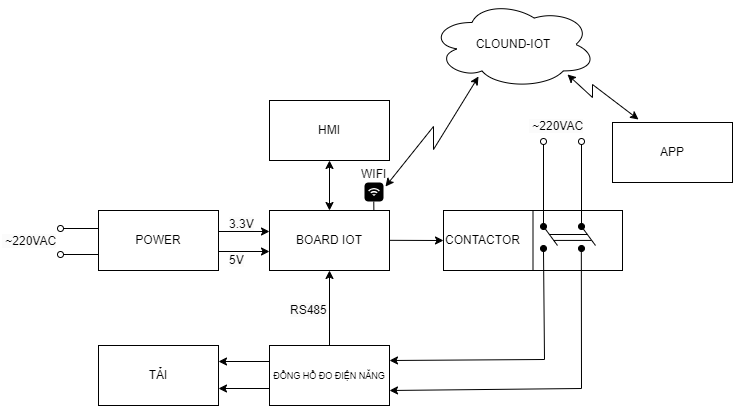 CLOUND-IOT
~220VAC
HMI
APP
WIFI
3.3V
~220VAC
POWER
BOARD IOT
CONTACTOR
5V
RS485
TẢI
ĐỒNG HỒ ĐO ĐIỆN NĂNG